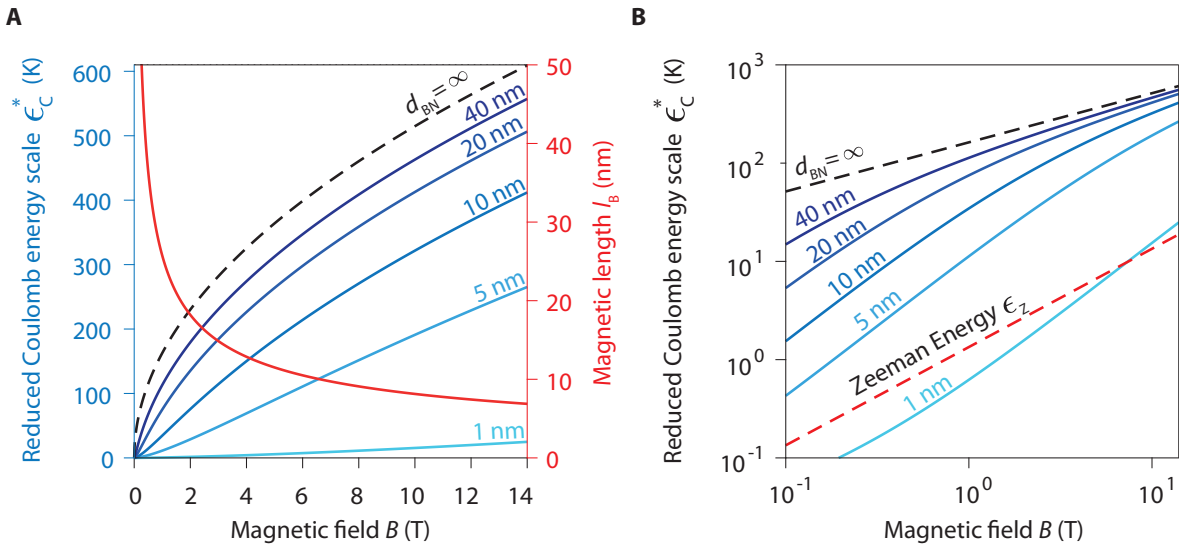 A
Reduced Coulomb energy scale ϵ*C (K)
600
500
400
300
200
100
0
0 2 4 6 8 10 12 14
Magnetic field B (T)
dBN = ∞
40 nm
20 nm
10 nm
5 nm
1 nm
50
40
30
20
10
0
Magnetic length lB (nm)
B
Reduced Coulomb energy scale ϵ*C (K)
10³
10²
10¹
10⁰
10⁻¹
10⁻¹ 10⁰ 10¹
Magnetic field B (T)
dBN = ∞
40 nm
20 nm
10 nm
5 nm
Zeeman Energy ϵZ
1 nm